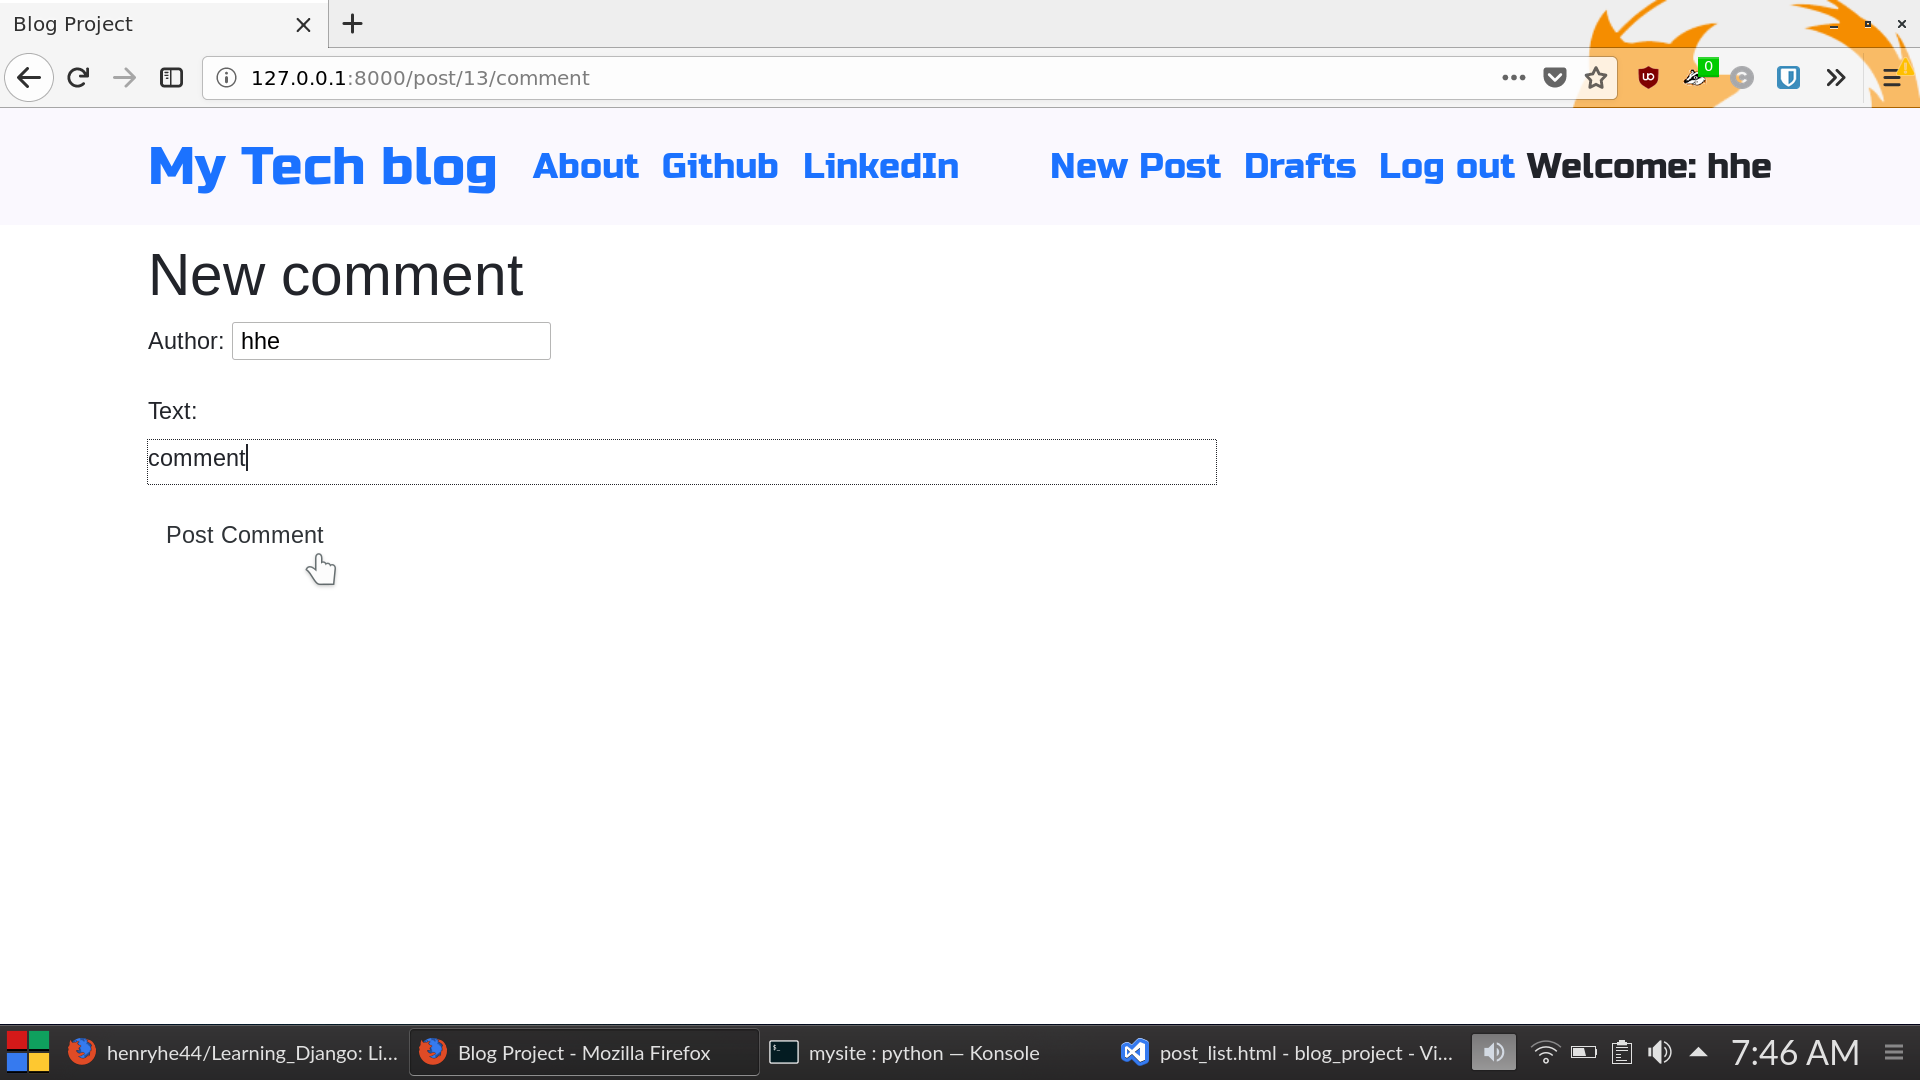 Blog Project
127.0.0.1:8000/post/13/comment
0
My Tech blog About Github LinkedIn New Post Drafts Log out Welcome: hhe
New comment
Author: hhe
Text:
comment
Post Comment
henryhe44/Learning_Django: Li... Blog Project - Mozilla Firefox mysite : python — Konsole post_list.html - blog_project - Vi... 7:46 AM